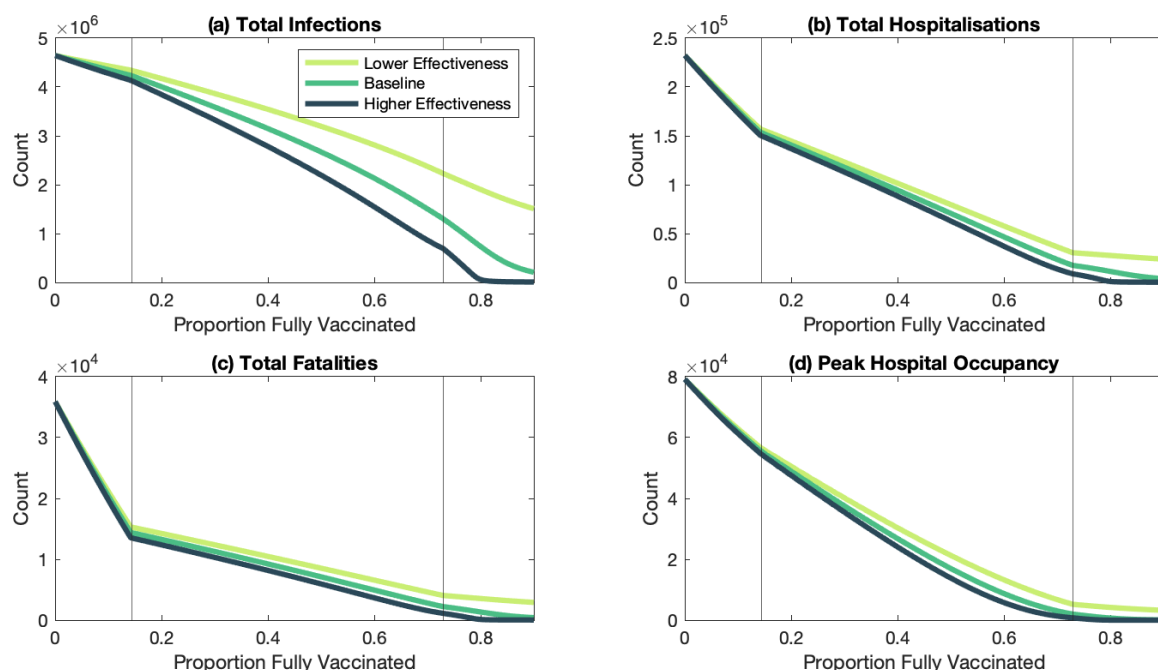 (a) Total Infections
×10⁶
5
4
3
2
1
0
Count
0 0.2 0.4 0.6 0.8
Proportion Fully Vaccinated
Lower Effectiveness
Baseline
Higher Effectiveness
(b) Total Hospitalisations
×10⁵
2.5
2
1.5
1
0.5
0
Count
0 0.2 0.4 0.6 0.8
Proportion Fully Vaccinated
(c) Total Fatalities
×10⁴
4
3
2
1
0
Count
0 0.2 0.4 0.6 0.8
Proportion Fully Vaccinated
(d) Peak Hospital Occupancy
×10⁴
8
6
4
2
0
Count
0 0.2 0.4 0.6 0.8
Proportion Fully Vaccinated